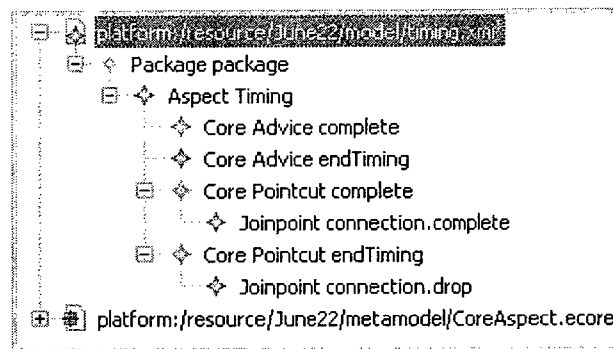 platform:/resource/June22/model/timing.xmi
Package package
Aspect Timing
Core Advice complete
Core Advice endTiming
Core Pointcut complete
Joinpoint connection.complete
Core Pointcut endTiming
Joinpoint connection.drop
platform:/resource/June22/metamodel/CoreAspect.ecore